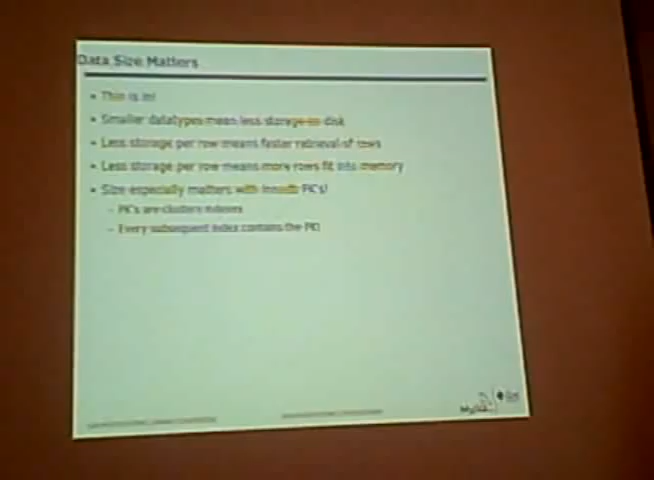 Data Size Matters
This is it!
Smaller datatypes mean less storage on disk
Less storage per row means faster retrieval of rows
Less storage per row means more rows fit into memory
Size especially matters with Innodb PK's!
PK's are clusters indexes
Every subsequent index contains the PK!
MySQL